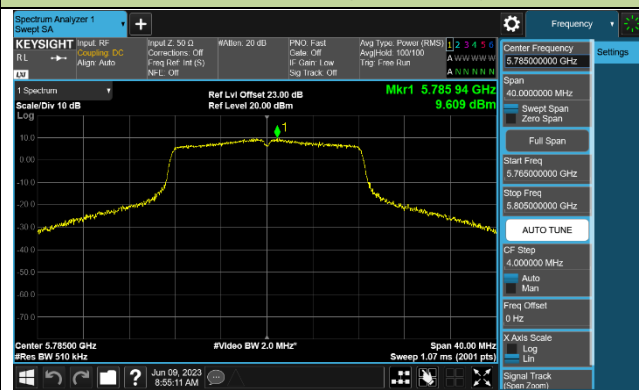 Spectrum Analyzer 1
Swept SA
Frequency
KEYSIGHT
RL
LXI
Input: RF
Coupling: DC
Align: Auto
Input Z: 50 Ω
Corrections: Off
Freq Ref: Int (S)
NFE: Off
#Atten: 20 dB
PNO: Fast
Gate: Off
IF Gain: Low
Sig Track: Off
Avg Type: Power (RMS)
Avg|Hold: 100/100
Trig: Free Run
1 2 3 4 5 6
A W W W W W
A N N N N N
Center Frequency
5.785000000 GHz
Settings
Span
40.0000000 MHz
Swept Span
Zero Span
Full Span
Start Freq
5.765000000 GHz
Stop Freq
5.805000000 GHz
AUTO TUNE
CF Step
4.000000 MHz
Auto
Man
Freq Offset
0 Hz
X Axis Scale
Log
Lin
Signal Track
(Span Zoom)
1 Spectrum
Scale/Div 10 dB
Log
Ref Lvl Offset 23.00 dB
Ref Level 20.00 dBm
Mkr1 5.785 94 GHz
9.609 dBm
1
10.0
0.00
-10.0
-20.0
-30.0
-40.0
-50.0
-60.0
-70.0
Center 5.78500 GHz
#Res BW 510 kHz
#Video BW 2.0 MHz*
Span 40.00 MHz
Sweep 1.07 ms (2001 pts)
?
Jun 09, 2023
8:55:11 AM